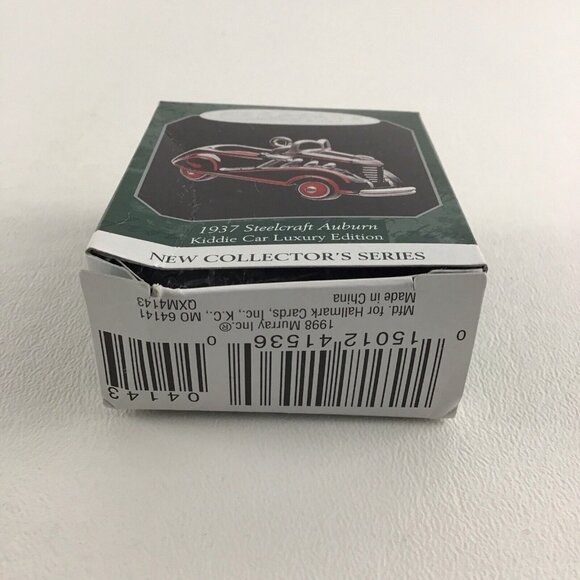 1937 Steelcraft Auburn
Kiddie Car Luxury Edition
NEW COLLECTOR'S SERIES
0 15012 41536 0
04143
1998 Murray Inc.®
Mfd. for Hallmark Cards, Inc., K.C.,
MO 64141
Made in China
QXM4143